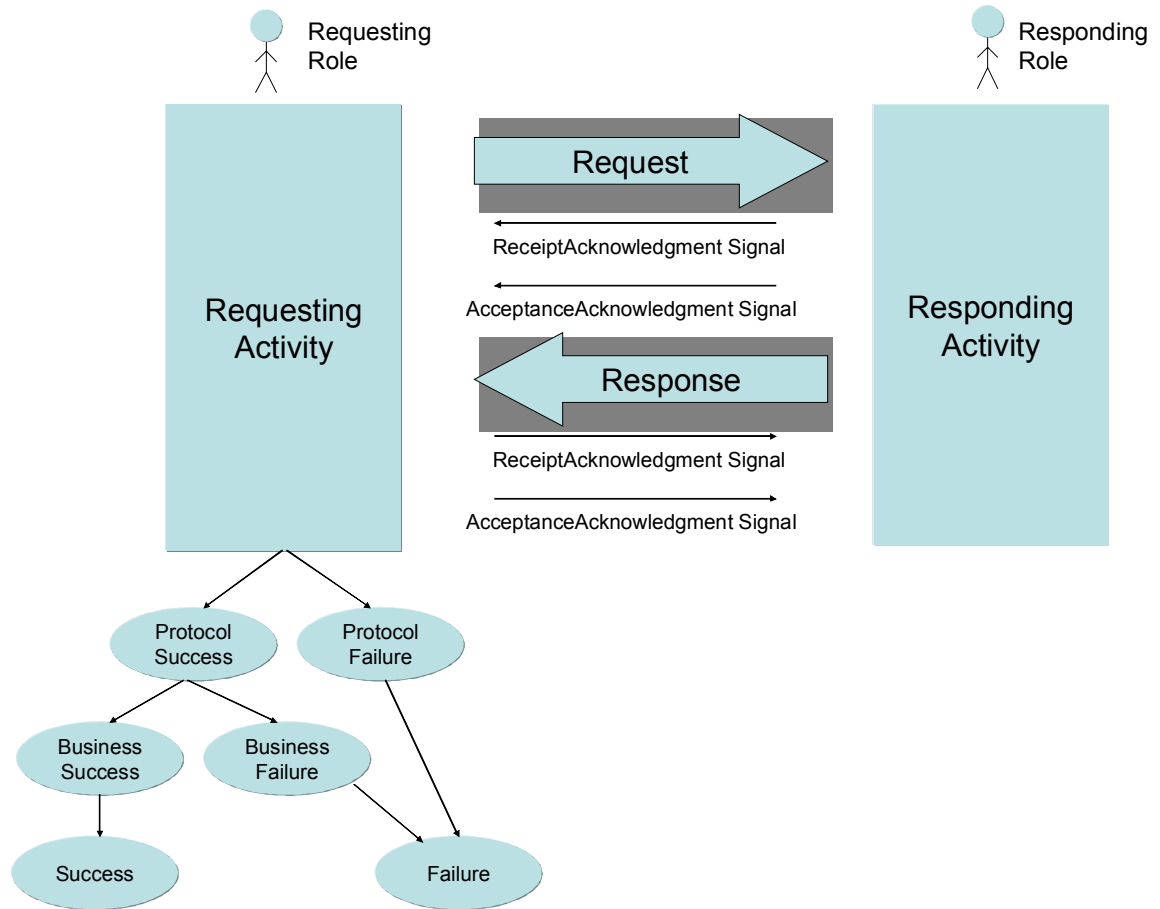 Requesting
Role
Responding
Role
Request
ReceiptAcknowledgment Signal
AcceptanceAcknowledgment Signal
Requesting
Activity
Responding
Activity
Response
ReceiptAcknowledgment Signal
AcceptanceAcknowledgment Signal
Protocol
Success
Protocol
Failure
Business
Success
Business
Failure
Success
Failure